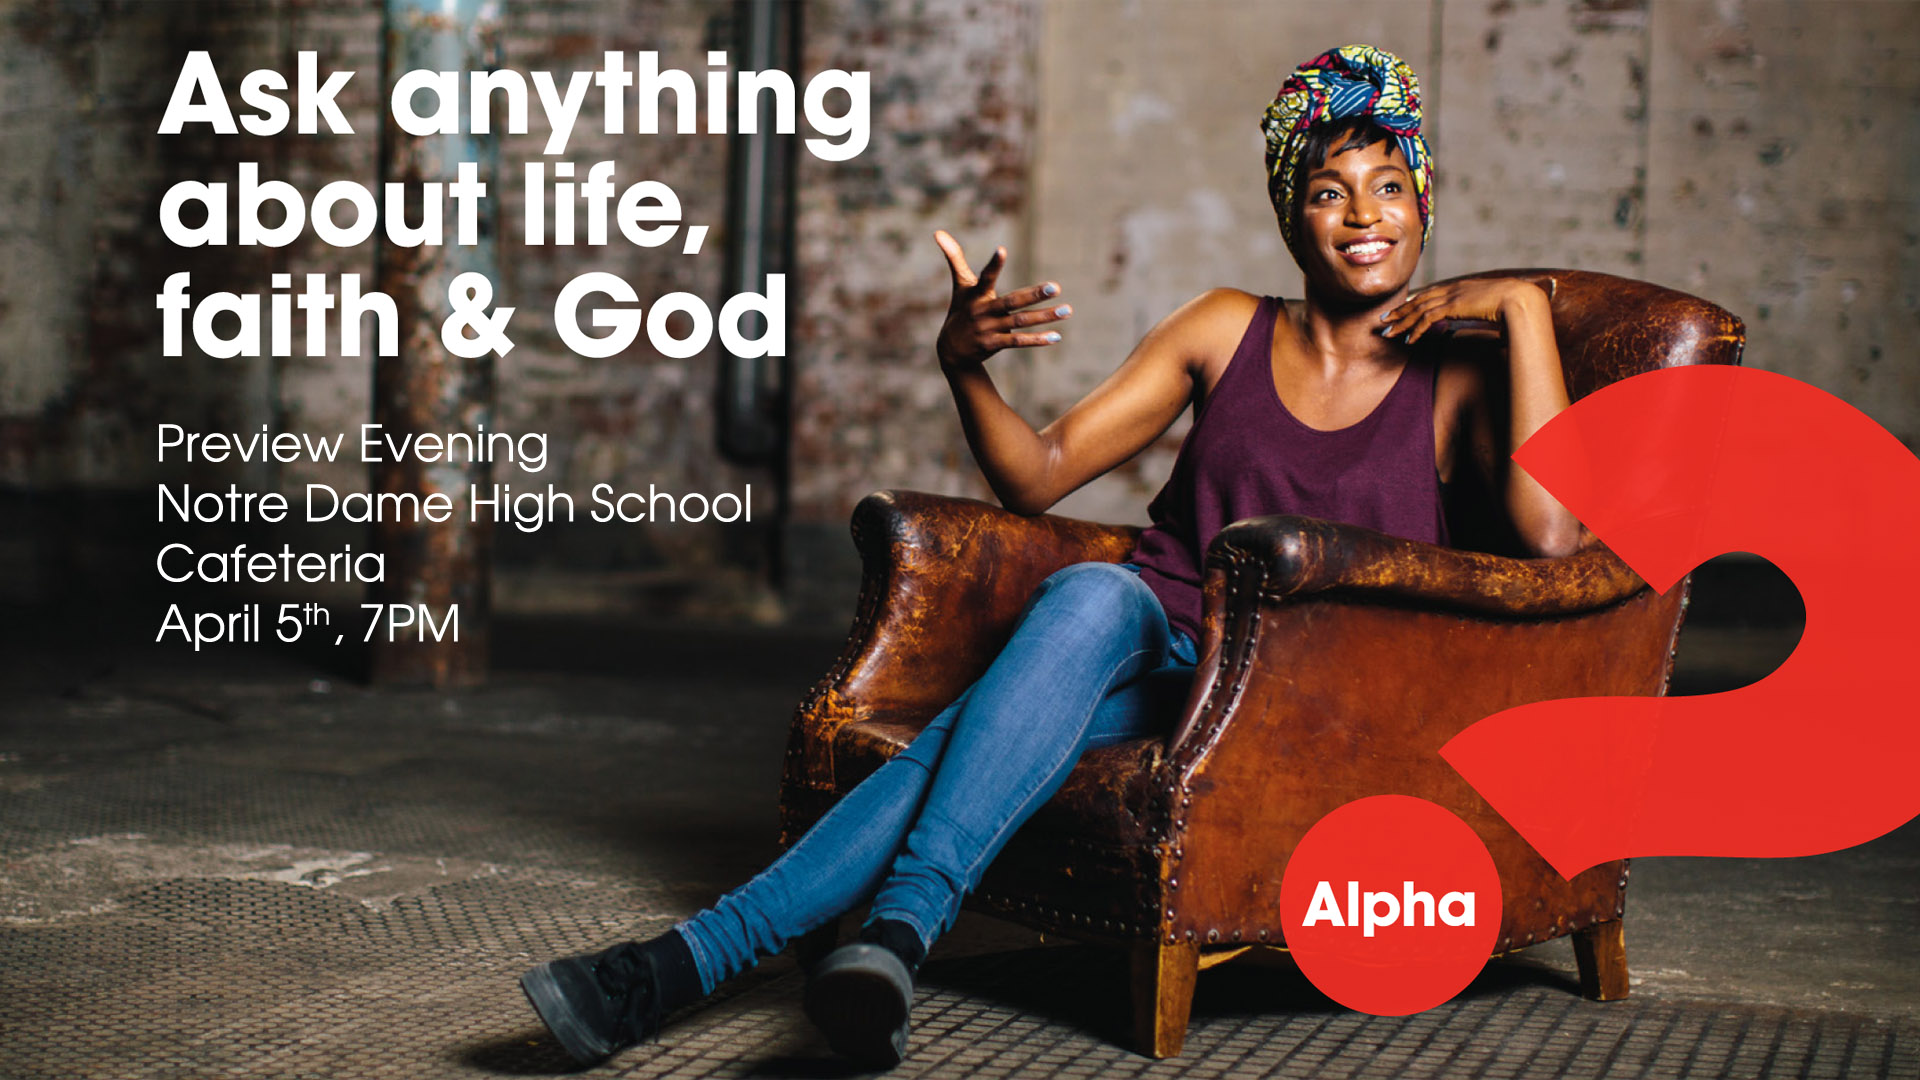 Ask anything
about life,
faith & God
Preview Evening
Notre Dame High School
Cafeteria
April 5th, 7PM
Alpha